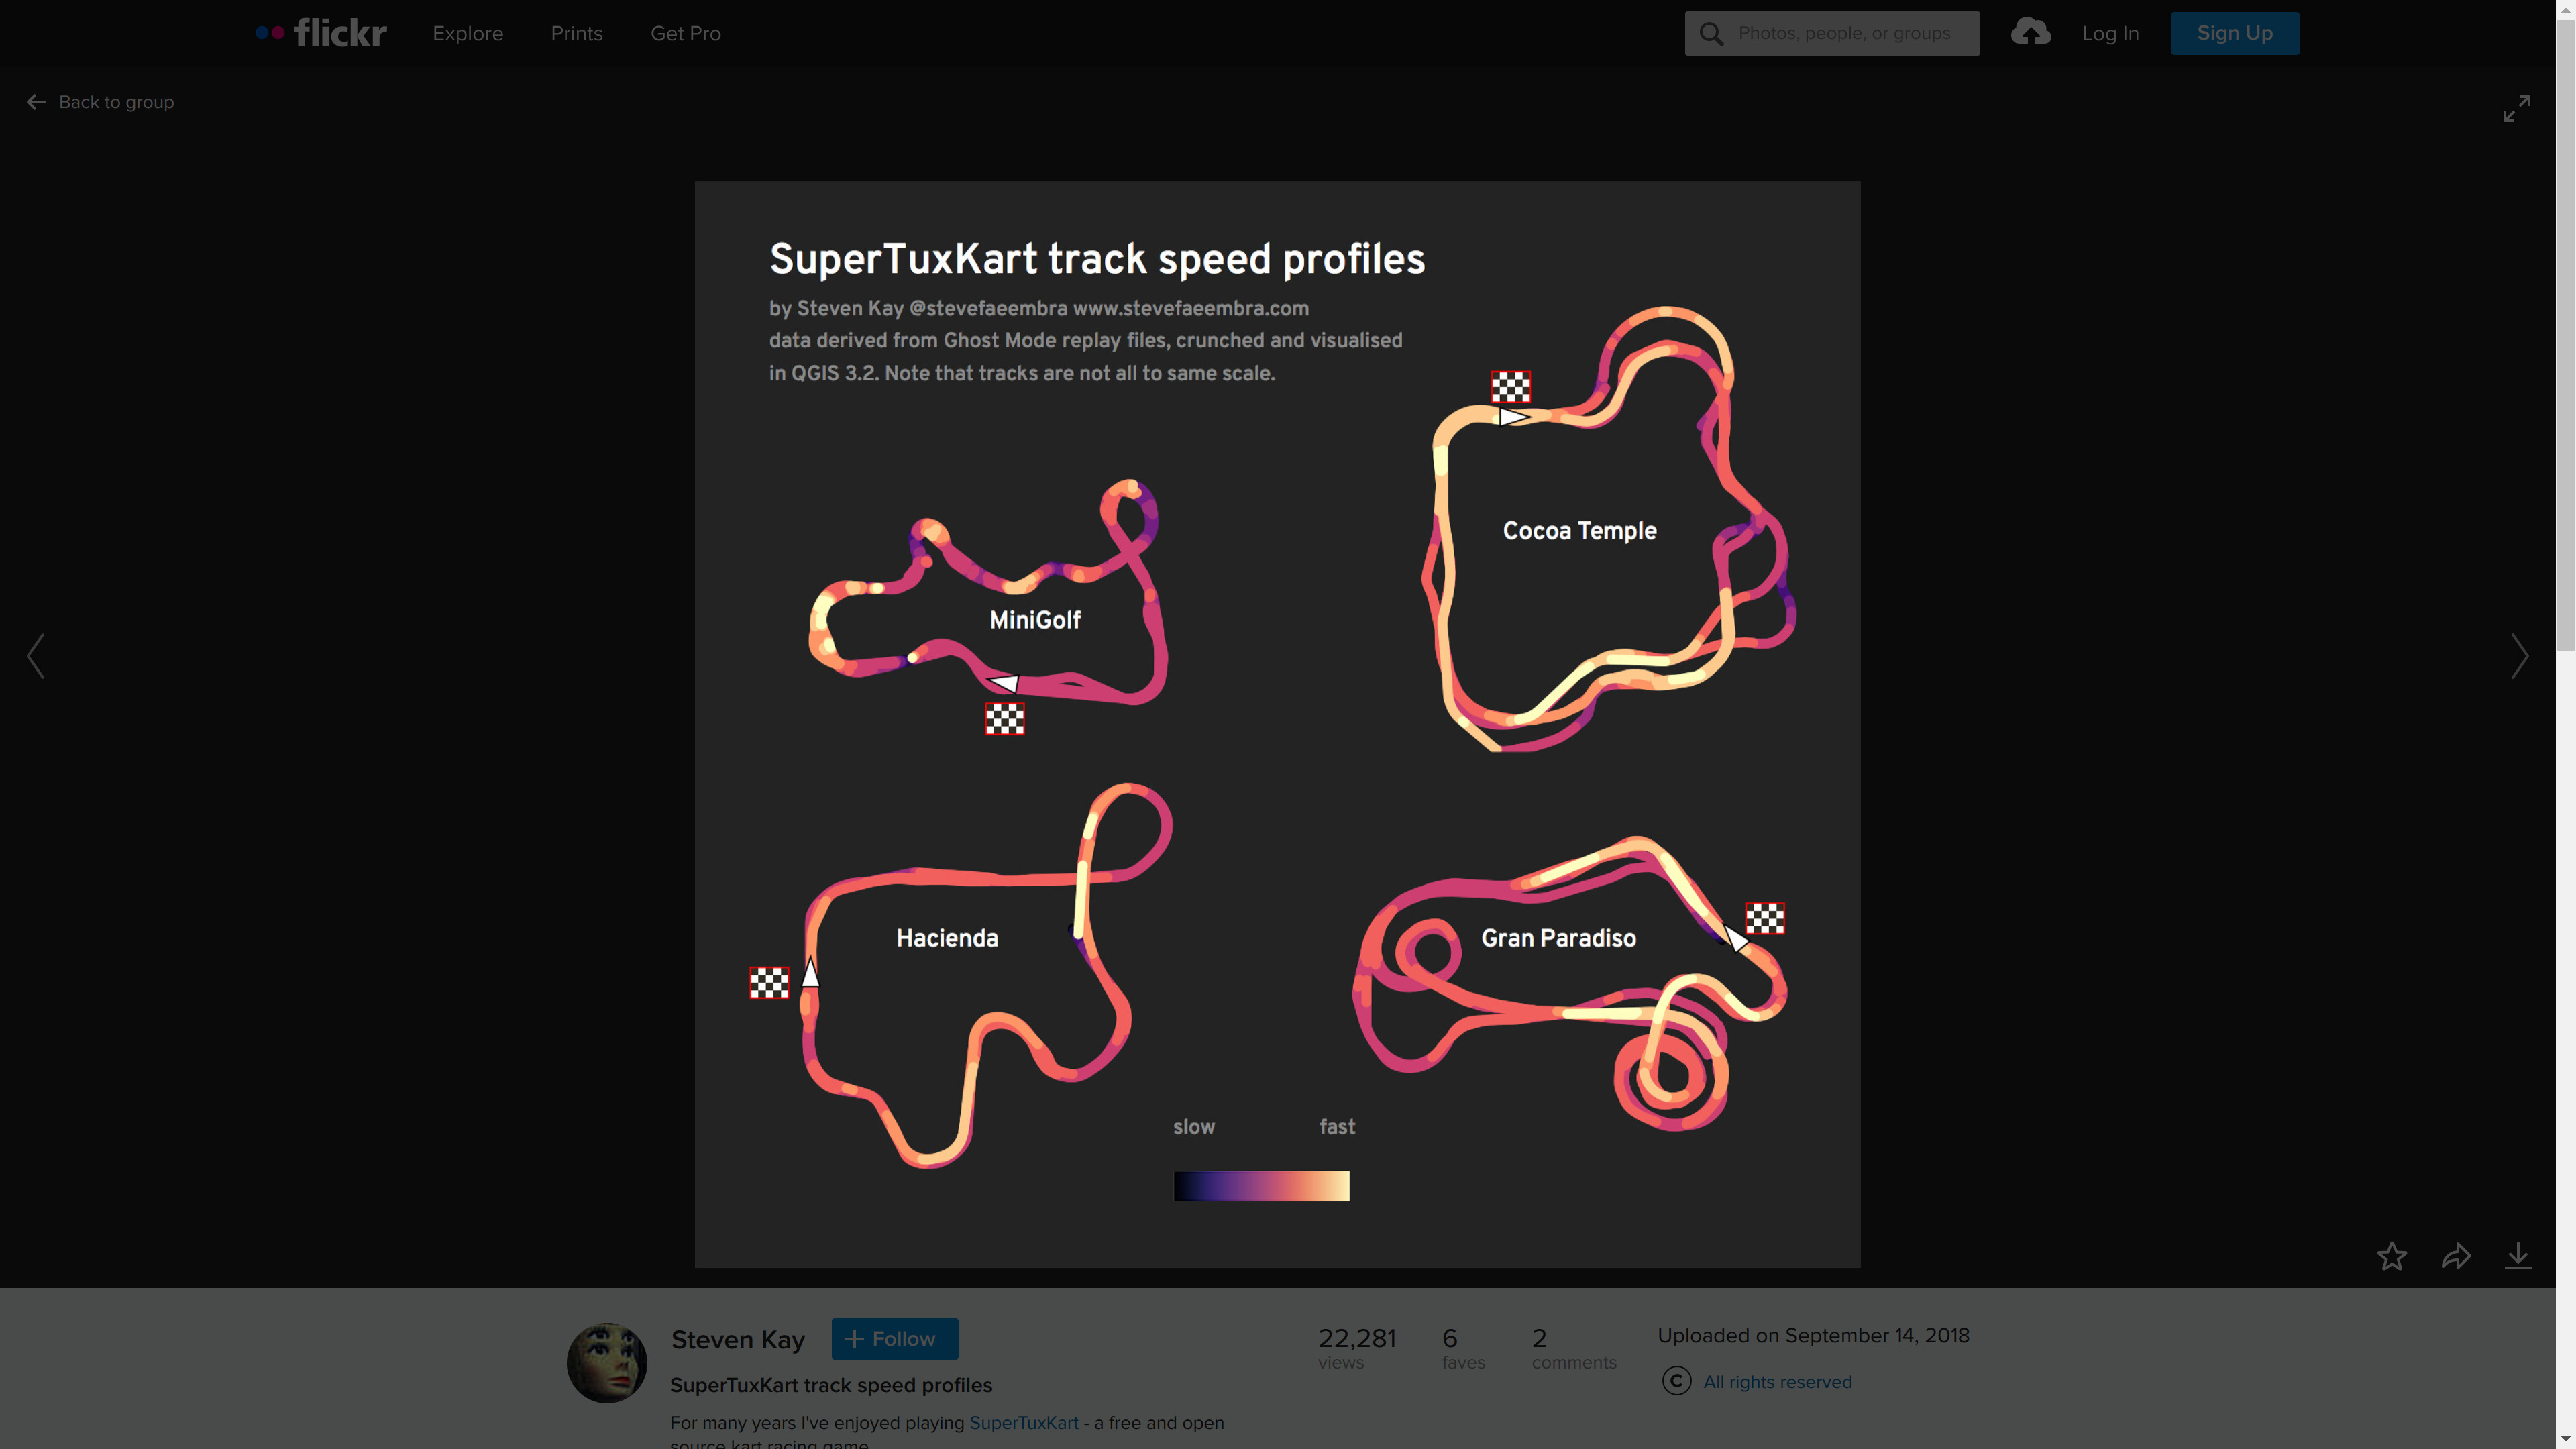 flickr Explore Prints Get Pro Photos, people, or groups Log In Sign Up
Back to group
SuperTuxKart track speed profiles
by Steven Kay @stevefaeembra www.stevefaeembra.com
data derived from Ghost Mode replay files, crunched and visualised
in QGIS 3.2. Note that tracks are not all to same scale.
Cocoa Temple
MiniGolf
Hacienda
Gran Paradiso
slow fast
Steven Kay + Follow
22,281 views
6 faves
2 comments
Uploaded on September 14, 2018
© All rights reserved
SuperTuxKart track speed profiles
For many years I've enjoyed playing SuperTuxKart - a free and open
source kart racing game